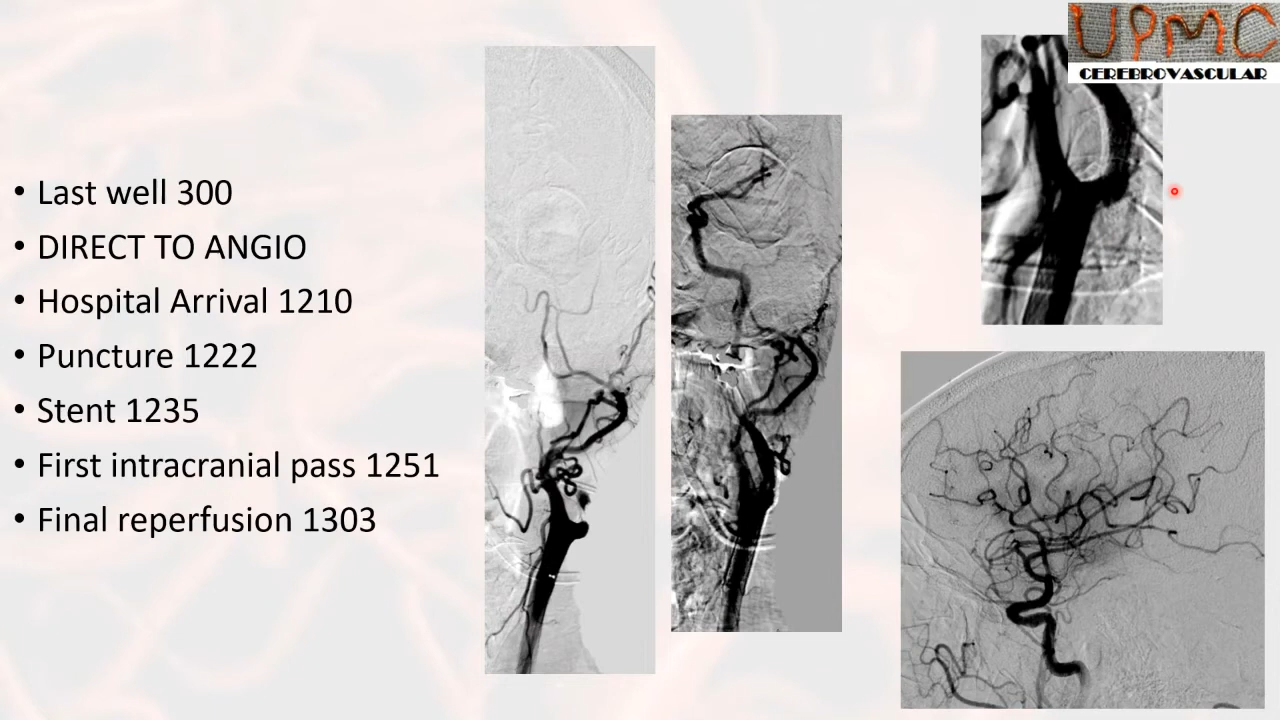 UPMC
CEREBROVASCULAR
• Last well 300
• DIRECT TO ANGIO
• Hospital Arrival 1210
• Puncture 1222
• Stent 1235
• First intracranial pass 1251
• Final reperfusion 1303